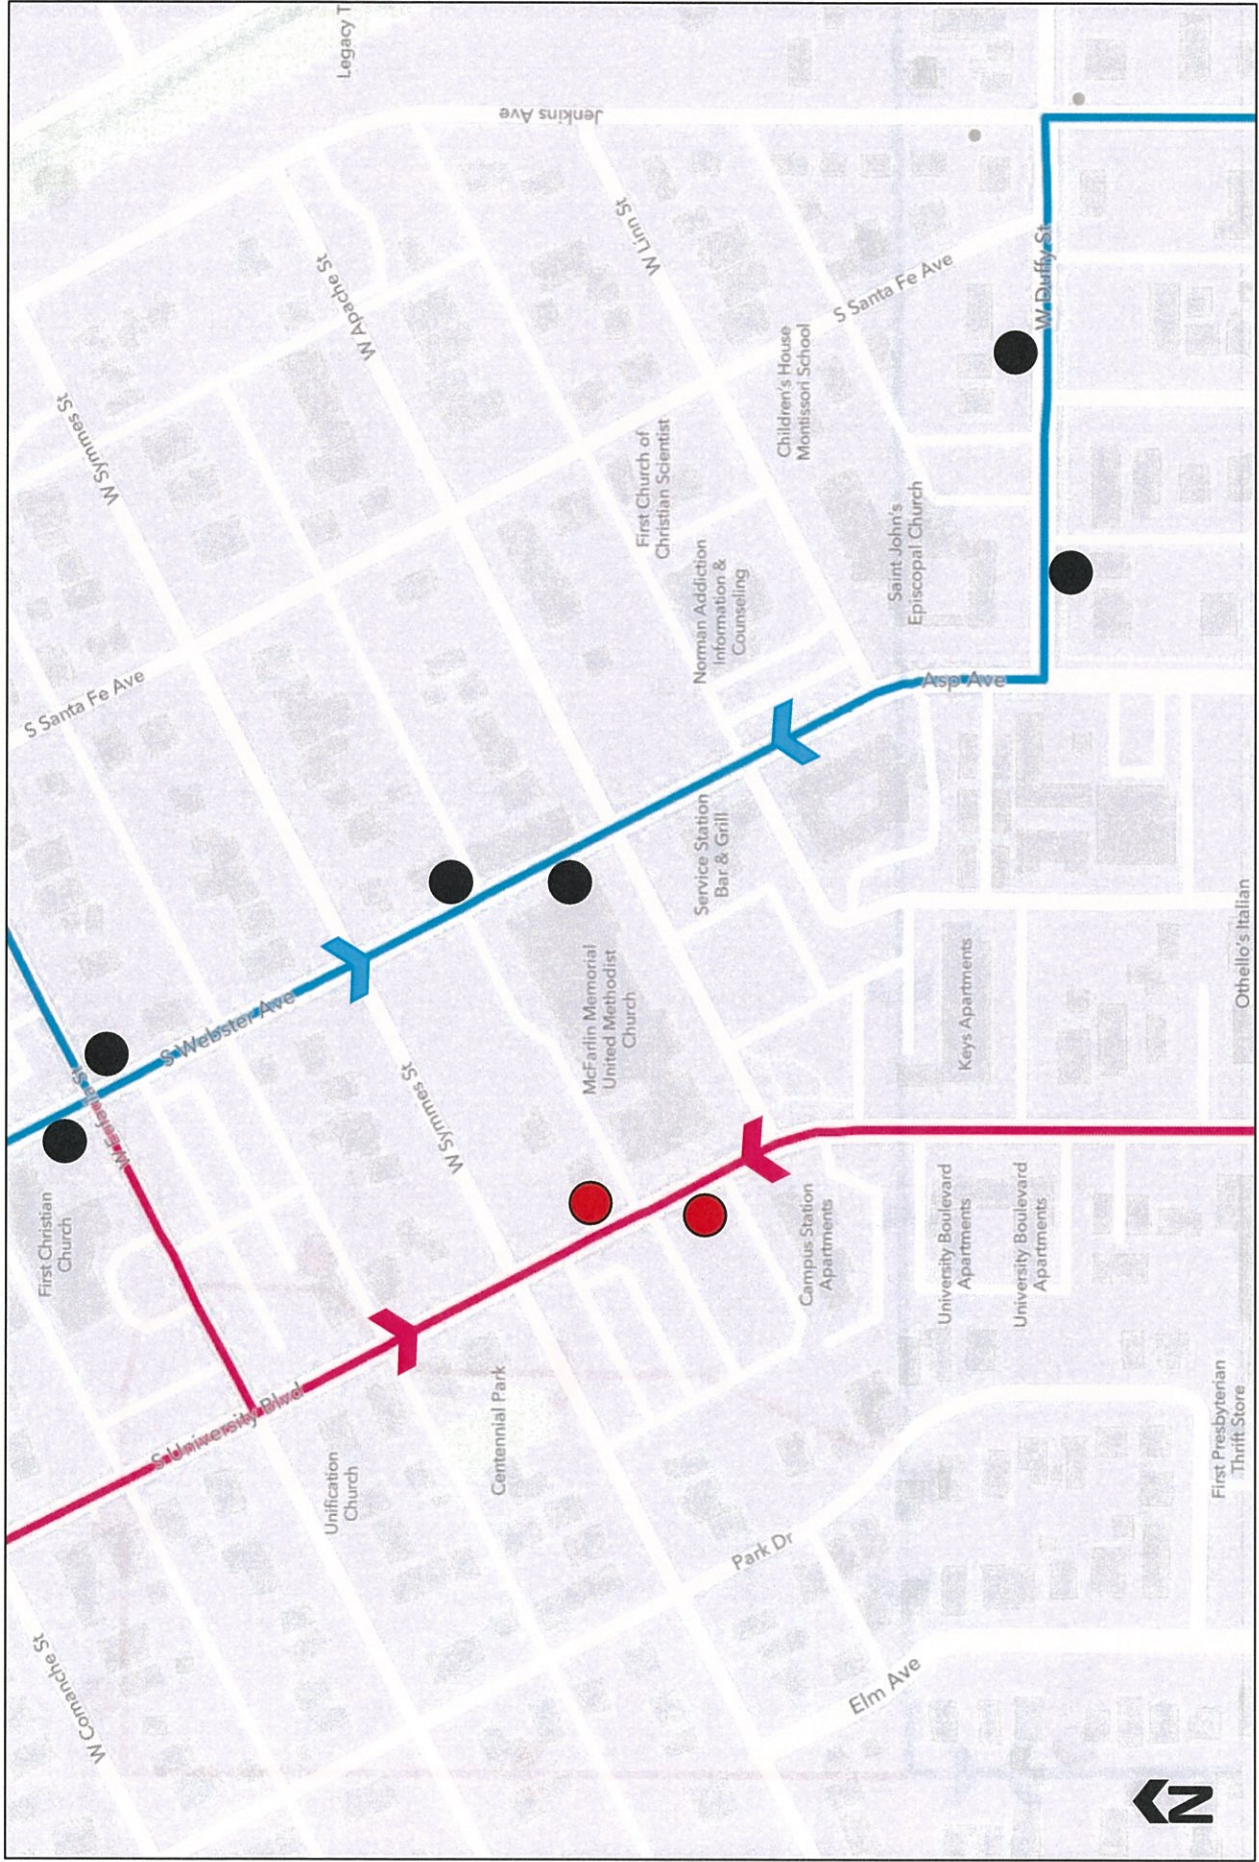 Legacy T
Jenkins Ave
W Linn St
W Apache St
S Santa Fe Ave
W Duffy St
W Symmes St
Children's House
Montissori School
First Church of
Christian Scientist
Saint John's
Episcopal Church
Norman Addiction
Information &
Counseling
S Santa Fe Ave
Asp Ave
Service Station
Bar & Grill
S Webster Ave
McFarlin Memorial
United Methodist
Church
Keys Apartments
Othello's Italian
W Symmes St
First Christian
Church
Campus Station
Apartments
University Boulevard
Apartments
University Boulevard
Apartments
S University Blvd
Unification
Church
Centennial Park
First Presbyterian
Thrift Store
Park Dr
W Comanche St
Elm Ave
N